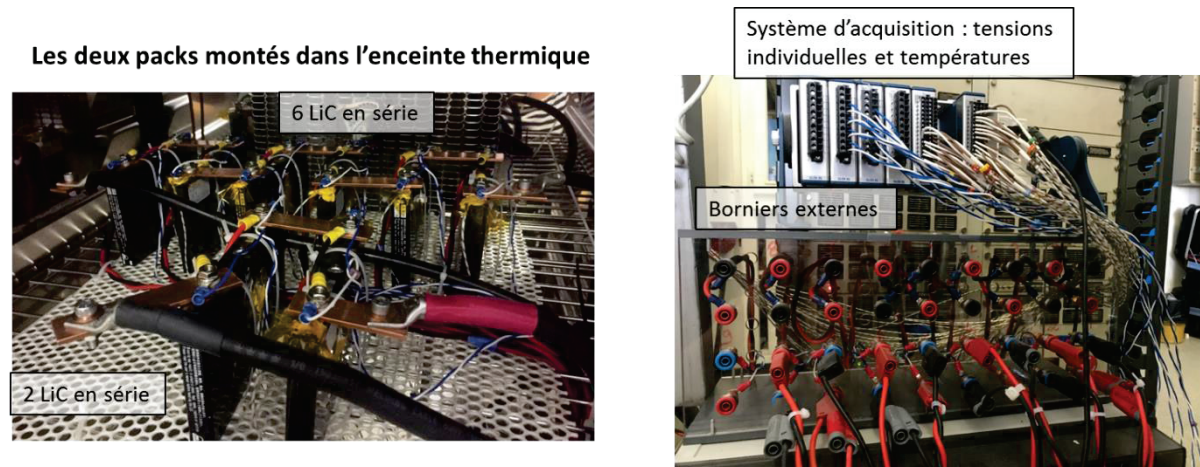 Les deux packs montés dans l’enceinte thermique
Système d’acquisition : tensions
individuelles et températures
6 LiC en série
Borniers externes
2 LiC en série